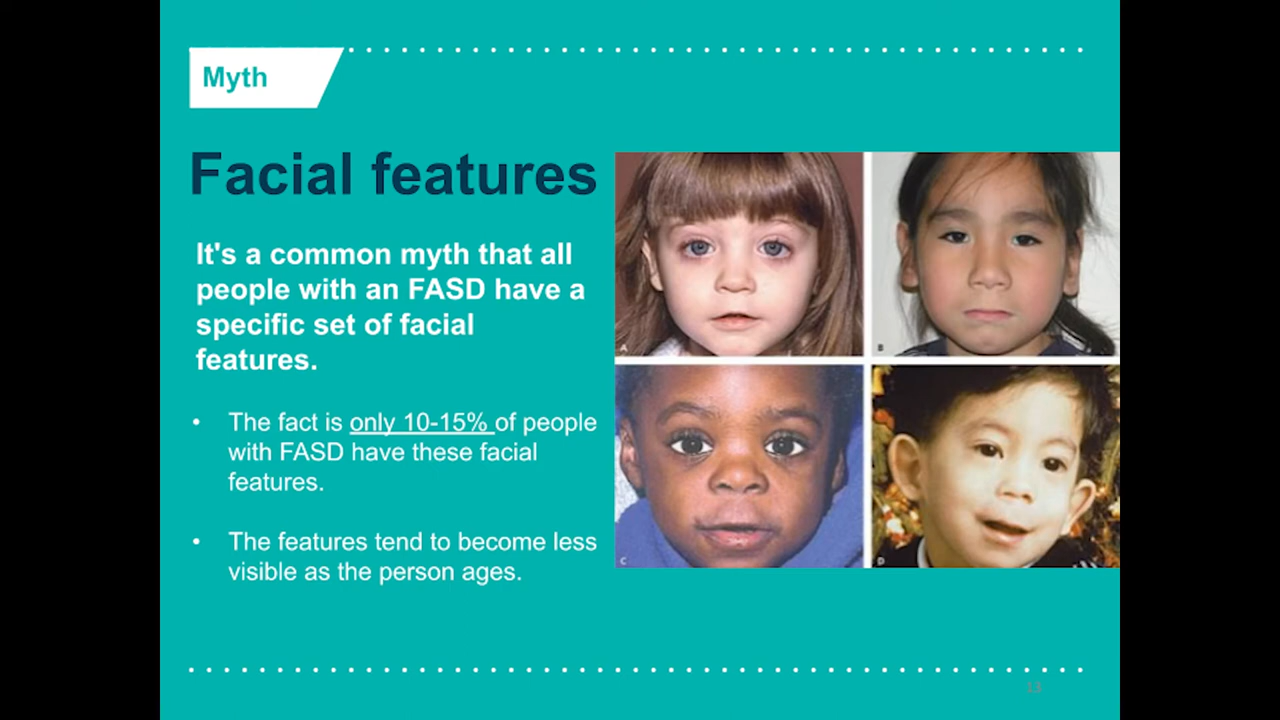 Myth
Facial features
It's a common myth that all
people with an FASD have a
specific set of facial
features.
• The fact is only 10-15% of people
with FASD have these facial
features.
• The features tend to become less
visible as the person ages.
A
B
C
D
13